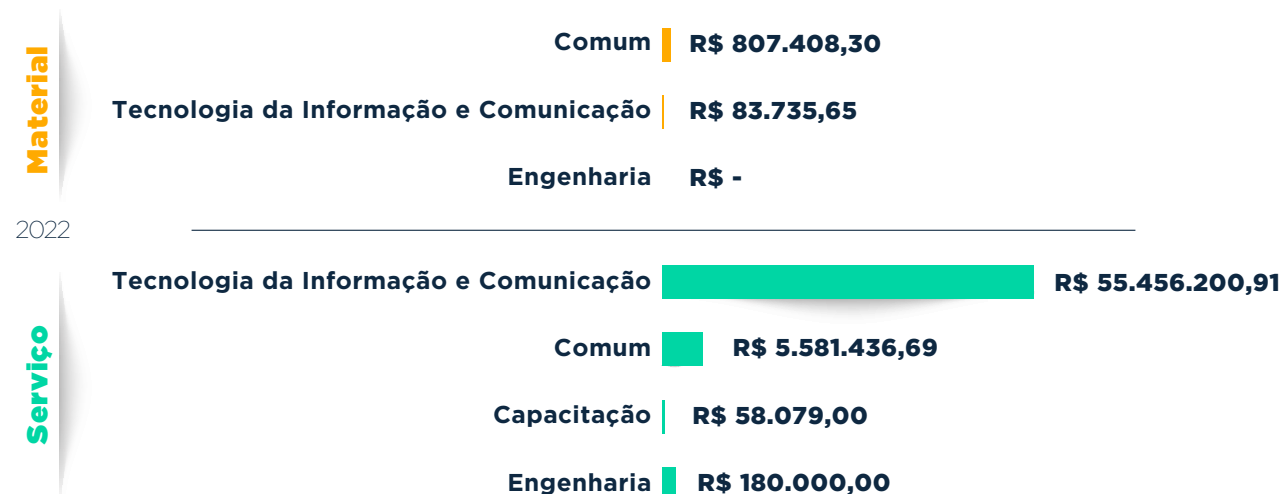 Material
Comum R$ 807.408,30
Tecnologia da Informação e Comunicação R$ 83.735,65
Engenharia R$ -
2022
Serviço
Tecnologia da Informação e Comunicação R$ 55.456.200,91
Comum R$ 5.581.436,69
Capacitação R$ 58.079,00
Engenharia R$ 180.000,00